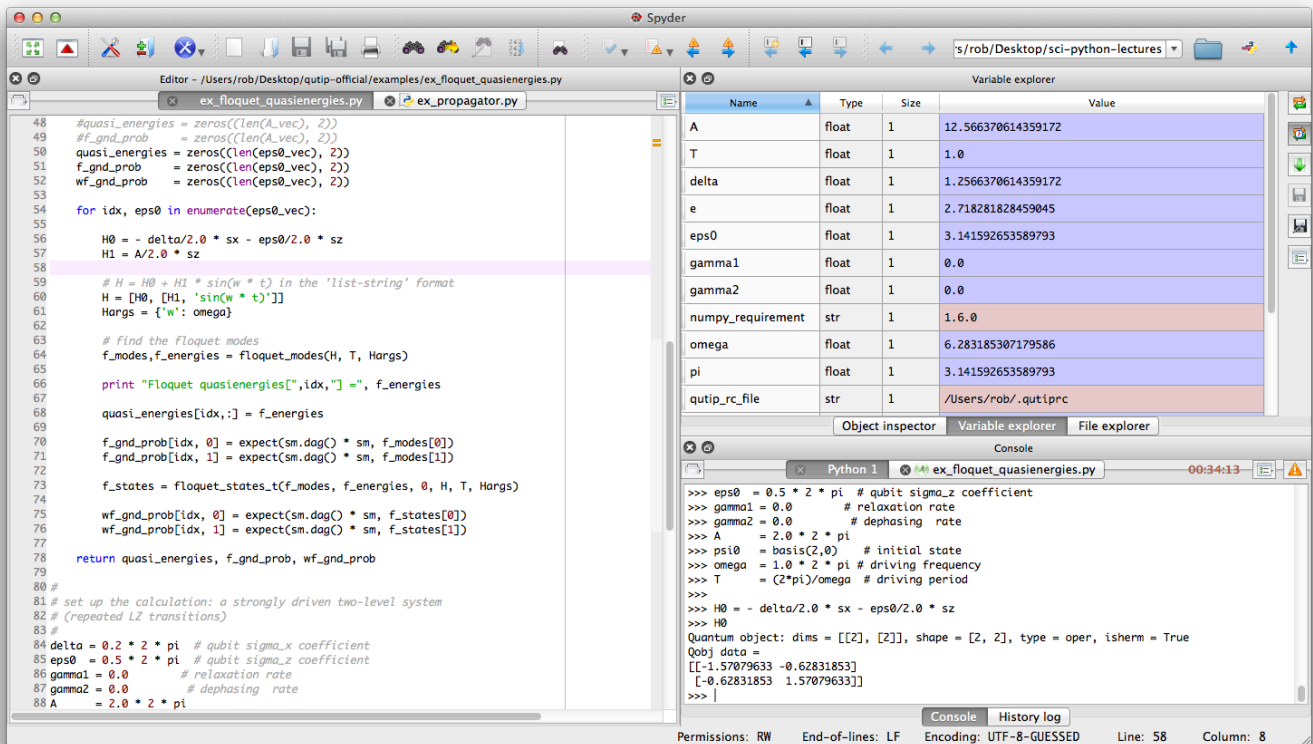 Spyder
's/rob/Desktop/sci-python-lectures
Editor - /Users/rob/Desktop/qutip-official/examples/ex_floquet_quasienergies.py
ex_floquet_quasienergies.py
ex_propagator.py
48 #quasi_energies = zeros((len(A_vec), 2))
49 #f_gnd_prob     = zeros((len(A_vec), 2))
50 quasi_energies = zeros((len(eps0_vec), 2))
51 f_gnd_prob     = zeros((len(eps0_vec), 2))
52 wf_gnd_prob    = zeros((len(eps0_vec), 2))
53
54 for idx, eps0 in enumerate(eps0_vec):
55
56     H0 = - delta/2.0 * sx - eps0/2.0 * sz
57     H1 = A/2.0 * sz
58
59     # H = H0 + H1 * sin(w * t) in the 'list-string' format
60     H = [H0, [H1, 'sin(w * t)']]
61     Hargs = {'w': omega}
62
63     # find the floquet modes
64     f_modes,f_energies = floquet_modes(H, T, Hargs)
65
66     print "Floquet quasienergies[",idx,"] =", f_energies
67
68     quasi_energies[idx,:] = f_energies
69
70     f_gnd_prob[idx, 0] = expect(sm.dag() * sm, f_modes[0])
71     f_gnd_prob[idx, 1] = expect(sm.dag() * sm, f_modes[1])
72
73     f_states = floquet_states_t(f_modes, f_energies, 0, H, T, Hargs)
74
75     wf_gnd_prob[idx, 0] = expect(sm.dag() * sm, f_states[0])
76     wf_gnd_prob[idx, 1] = expect(sm.dag() * sm, f_states[1])
77
78 return quasi_energies, f_gnd_prob, wf_gnd_prob
79
80 #
81 # set up the calculation: a strongly driven two-level system
82 # (repeated LZ transitions)
83 #
84 delta = 0.2 * 2 * pi  # qubit sigma_x coefficient
85 eps0  = 0.5 * 2 * pi  # qubit sigma_z coefficient
86 gamma1 = 0.0        # relaxation rate
87 gamma2 = 0.0         # dephasing  rate
88 A      = 2.0 * 2 * pi
Variable explorer
Name Type Size Value
A float 1 12.566370614359172
T float 1 1.0
delta float 1 1.2566370614359172
e float 1 2.718281828459045
eps0 float 1 3.141592653589793
gamma1 float 1 0.0
gamma2 float 1 0.0
numpy_requirement str 1 1.6.0
omega float 1 6.283185307179586
pi float 1 3.141592653589793
qutip_rc_file str 1 /Users/rob/.qutiprc
Object inspector Variable explorer File explorer
Console
Python 1 ex_floquet_quasienergies.py 00:34:13
>>> eps0  = 0.5 * 2 * pi  # qubit sigma_z coefficient
>>> gamma1 = 0.0        # relaxation rate
>>> gamma2 = 0.0         # dephasing  rate
>>> A      = 2.0 * 2 * pi
>>> psi0   = basis(2,0)    # initial state
>>> omega  = 1.0 * 2 * pi # driving frequency
>>> T      = (2*pi)/omega  # driving period
>>>
>>> H0 = - delta/2.0 * sx - eps0/2.0 * sz
>>> H0
Quantum object: dims = [[2], [2]], shape = [2, 2], type = oper, isherm = True
Qobj data =
[[-1.57079633 -0.62831853]
 [-0.62831853  1.57079633]]
>>>
Console History log
Permissions: RW End-of-lines: LF Encoding: UTF-8-GUESSED Line: 58 Column: 8